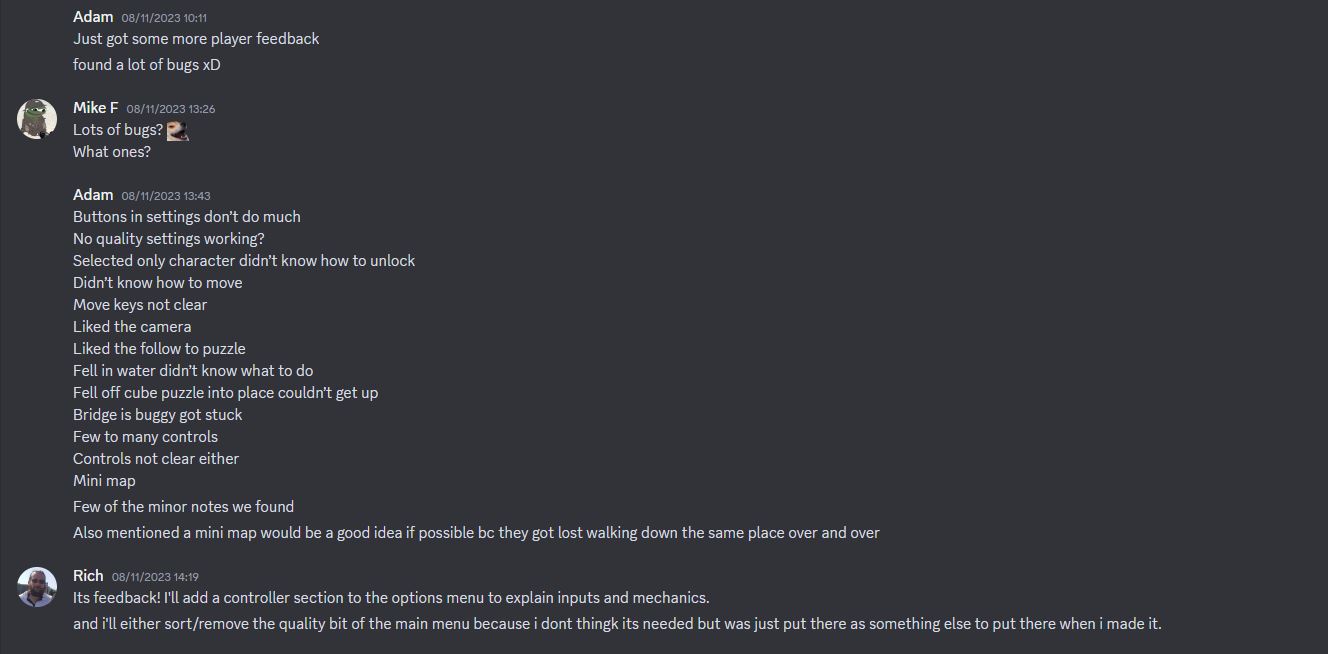 Adam 08/11/2023 10:11
Just got some more player feedback
found a lot of bugs xD
Mike F 08/11/2023 13:26
Lots of bugs?
What ones?
Adam 08/11/2023 13:43
Buttons in settings don't do much
No quality settings working?
Selected only character didn't know how to unlock
Didn't know how to move
Move keys not clear
Liked the camera
Liked the follow to puzzle
Fell in water didn't know what to do
Fell off cube puzzle into place couldn't get up
Bridge is buggy got stuck
Few to many controls
Controls not clear either
Mini map
Few of the minor notes we found
Also mentioned a mini map would be a good idea if possible bc they got lost walking down the same place over and over
Rich 08/11/2023 14:19
Its feedback! I'll add a controller section to the options menu to explain inputs and mechanics.
and i'll either sort/remove the quality bit of the main menu because i dont thingk its needed but was just put there as something else to put there when i made it.